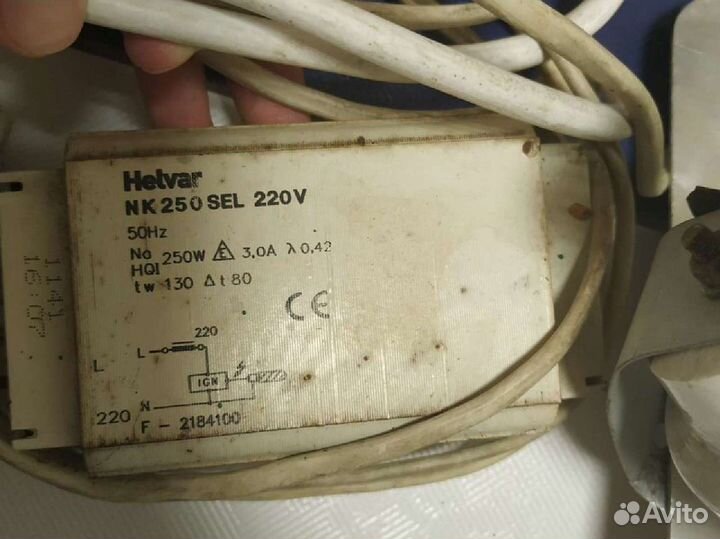 Helvar
NK 250 SEL 220V
50Hz
Na 250W E 3,0A λ 0,42
HQI
tw 130 Δt 80
CE
1141
16:07
220
L L
IGN
220 N
F - 2184100
Avito